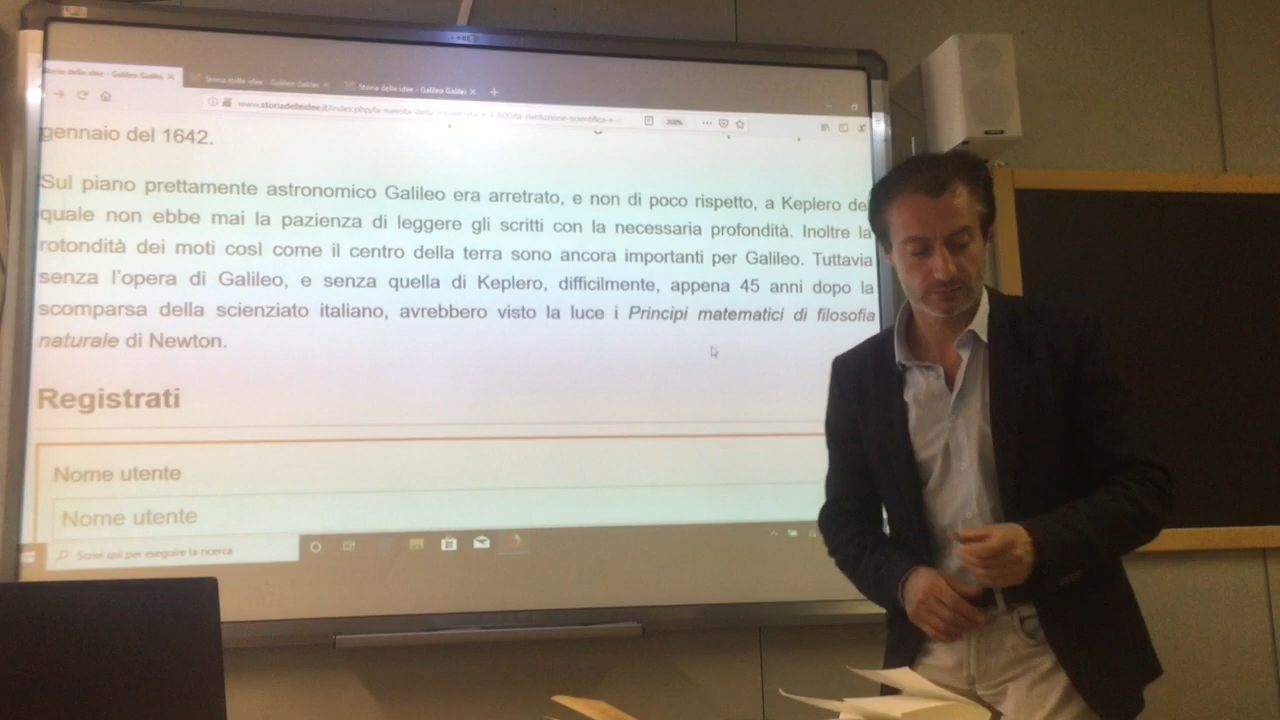 Storia delle idee - Galileo Galilei
Storia delle idee - Galileo Galilei
Storia delle idee - Galileo Galilei
200%
gennaio del 1642.
Sul piano prettamente astronomico Galileo era arretrato, e non di poco rispetto, a Keplero de
quale non ebbe mai la pazienza di leggere gli scritti con la necessaria profondità. Inoltre la
rotondità dei moti così come il centro della terra sono ancora importanti per Galileo. Tuttavia
senza l'opera di Galileo, e senza quella di Keplero, difficilmente, appena 45 anni dopo la
scomparsa della scienziato italiano, avrebbero visto la luce i Principi matematici di filosofia
naturale di Newton.
Registrati
Nome utente
Nome utente
Scrivi qui per eseguire la ricerca